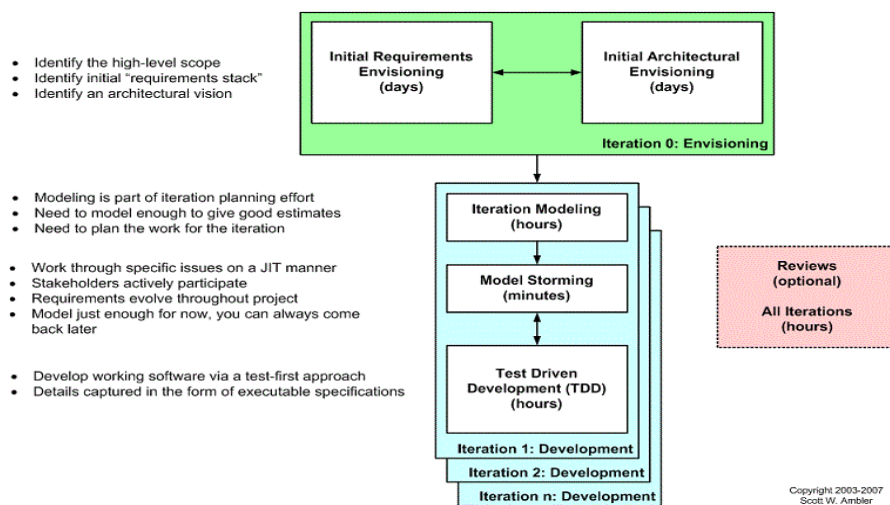 Initial Requirements
Envisioning
(days)
Initial Architectural
Envisioning
(days)
Iteration 0: Envisioning
• Identify the high-level scope
• Identify initial “requirements stack”
• Identify an architectural vision
• Modeling is part of iteration planning effort
• Need to model enough to give good estimates
• Need to plan the work for the iteration
Iteration Modeling
(hours)
• Work through specific issues on a JIT manner
• Stakeholders actively participate
• Requirements evolve throughout project
• Model just enough for now, you can always come
back later
Model Storming
(minutes)
• Develop working software via a test-first approach
• Details captured in the form of executable specifications
Test Driven
Development (TDD)
(hours)
Iteration 1: Development
Iteration 2: Development
Iteration n: Development
Reviews
(optional)
All Iterations
(hours)
Copyright 2003-2007
Scott W. Ambler